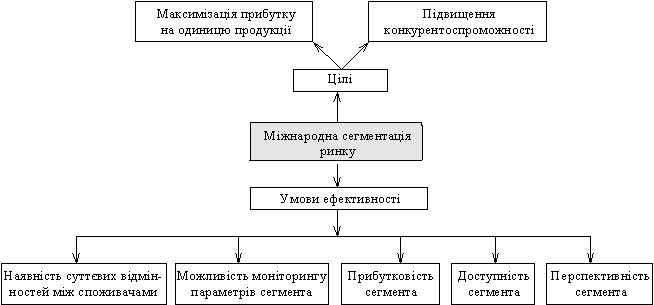 Максимізація прибутку
на одиницю продукції
Підвищення
конкурентоспроможності
Цілі
Міжнародна сегментація
ринку
Умови ефективності
Наявність суттєвих відмін-
ностей між споживачами
Можливість моніторингу
параметрів сегмента
Прибутковість
сегмента
Доступність
сегмента
Перспективність
сегмента